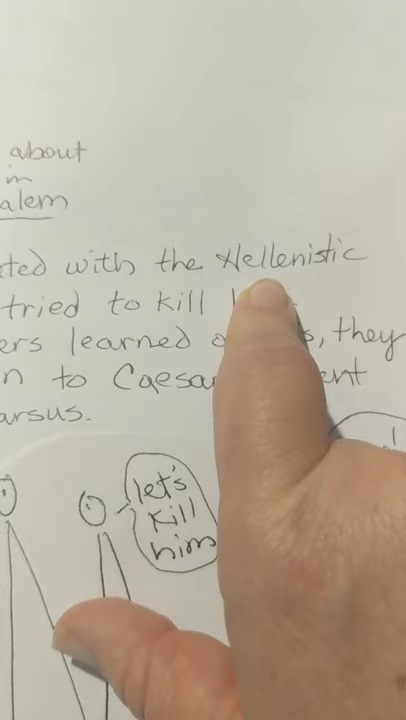 about
in
alem
ted with the Hellenistic
tried to kill
ers learned they
n to Caesa ent
arsus.
let's
kill
him